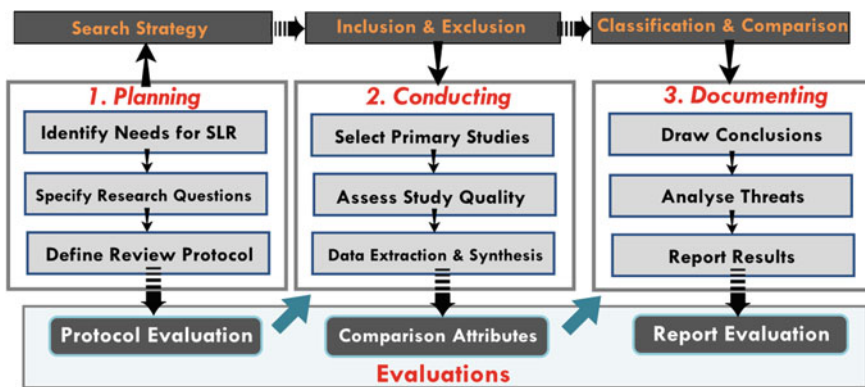 Search Strategy
Inclusion & Exclusion
Classification & Comparison
1. Planning
Identify Needs for SLR
Specify Research Questions
Define Review Protocol
2. Conducting
Select Primary Studies
Assess Study Quality
Data Extraction & Synthesis
3. Documenting
Draw Conclusions
Analyse Threats
Report Results
Protocol Evaluation
Comparison Attributes
Report Evaluation
Evaluations